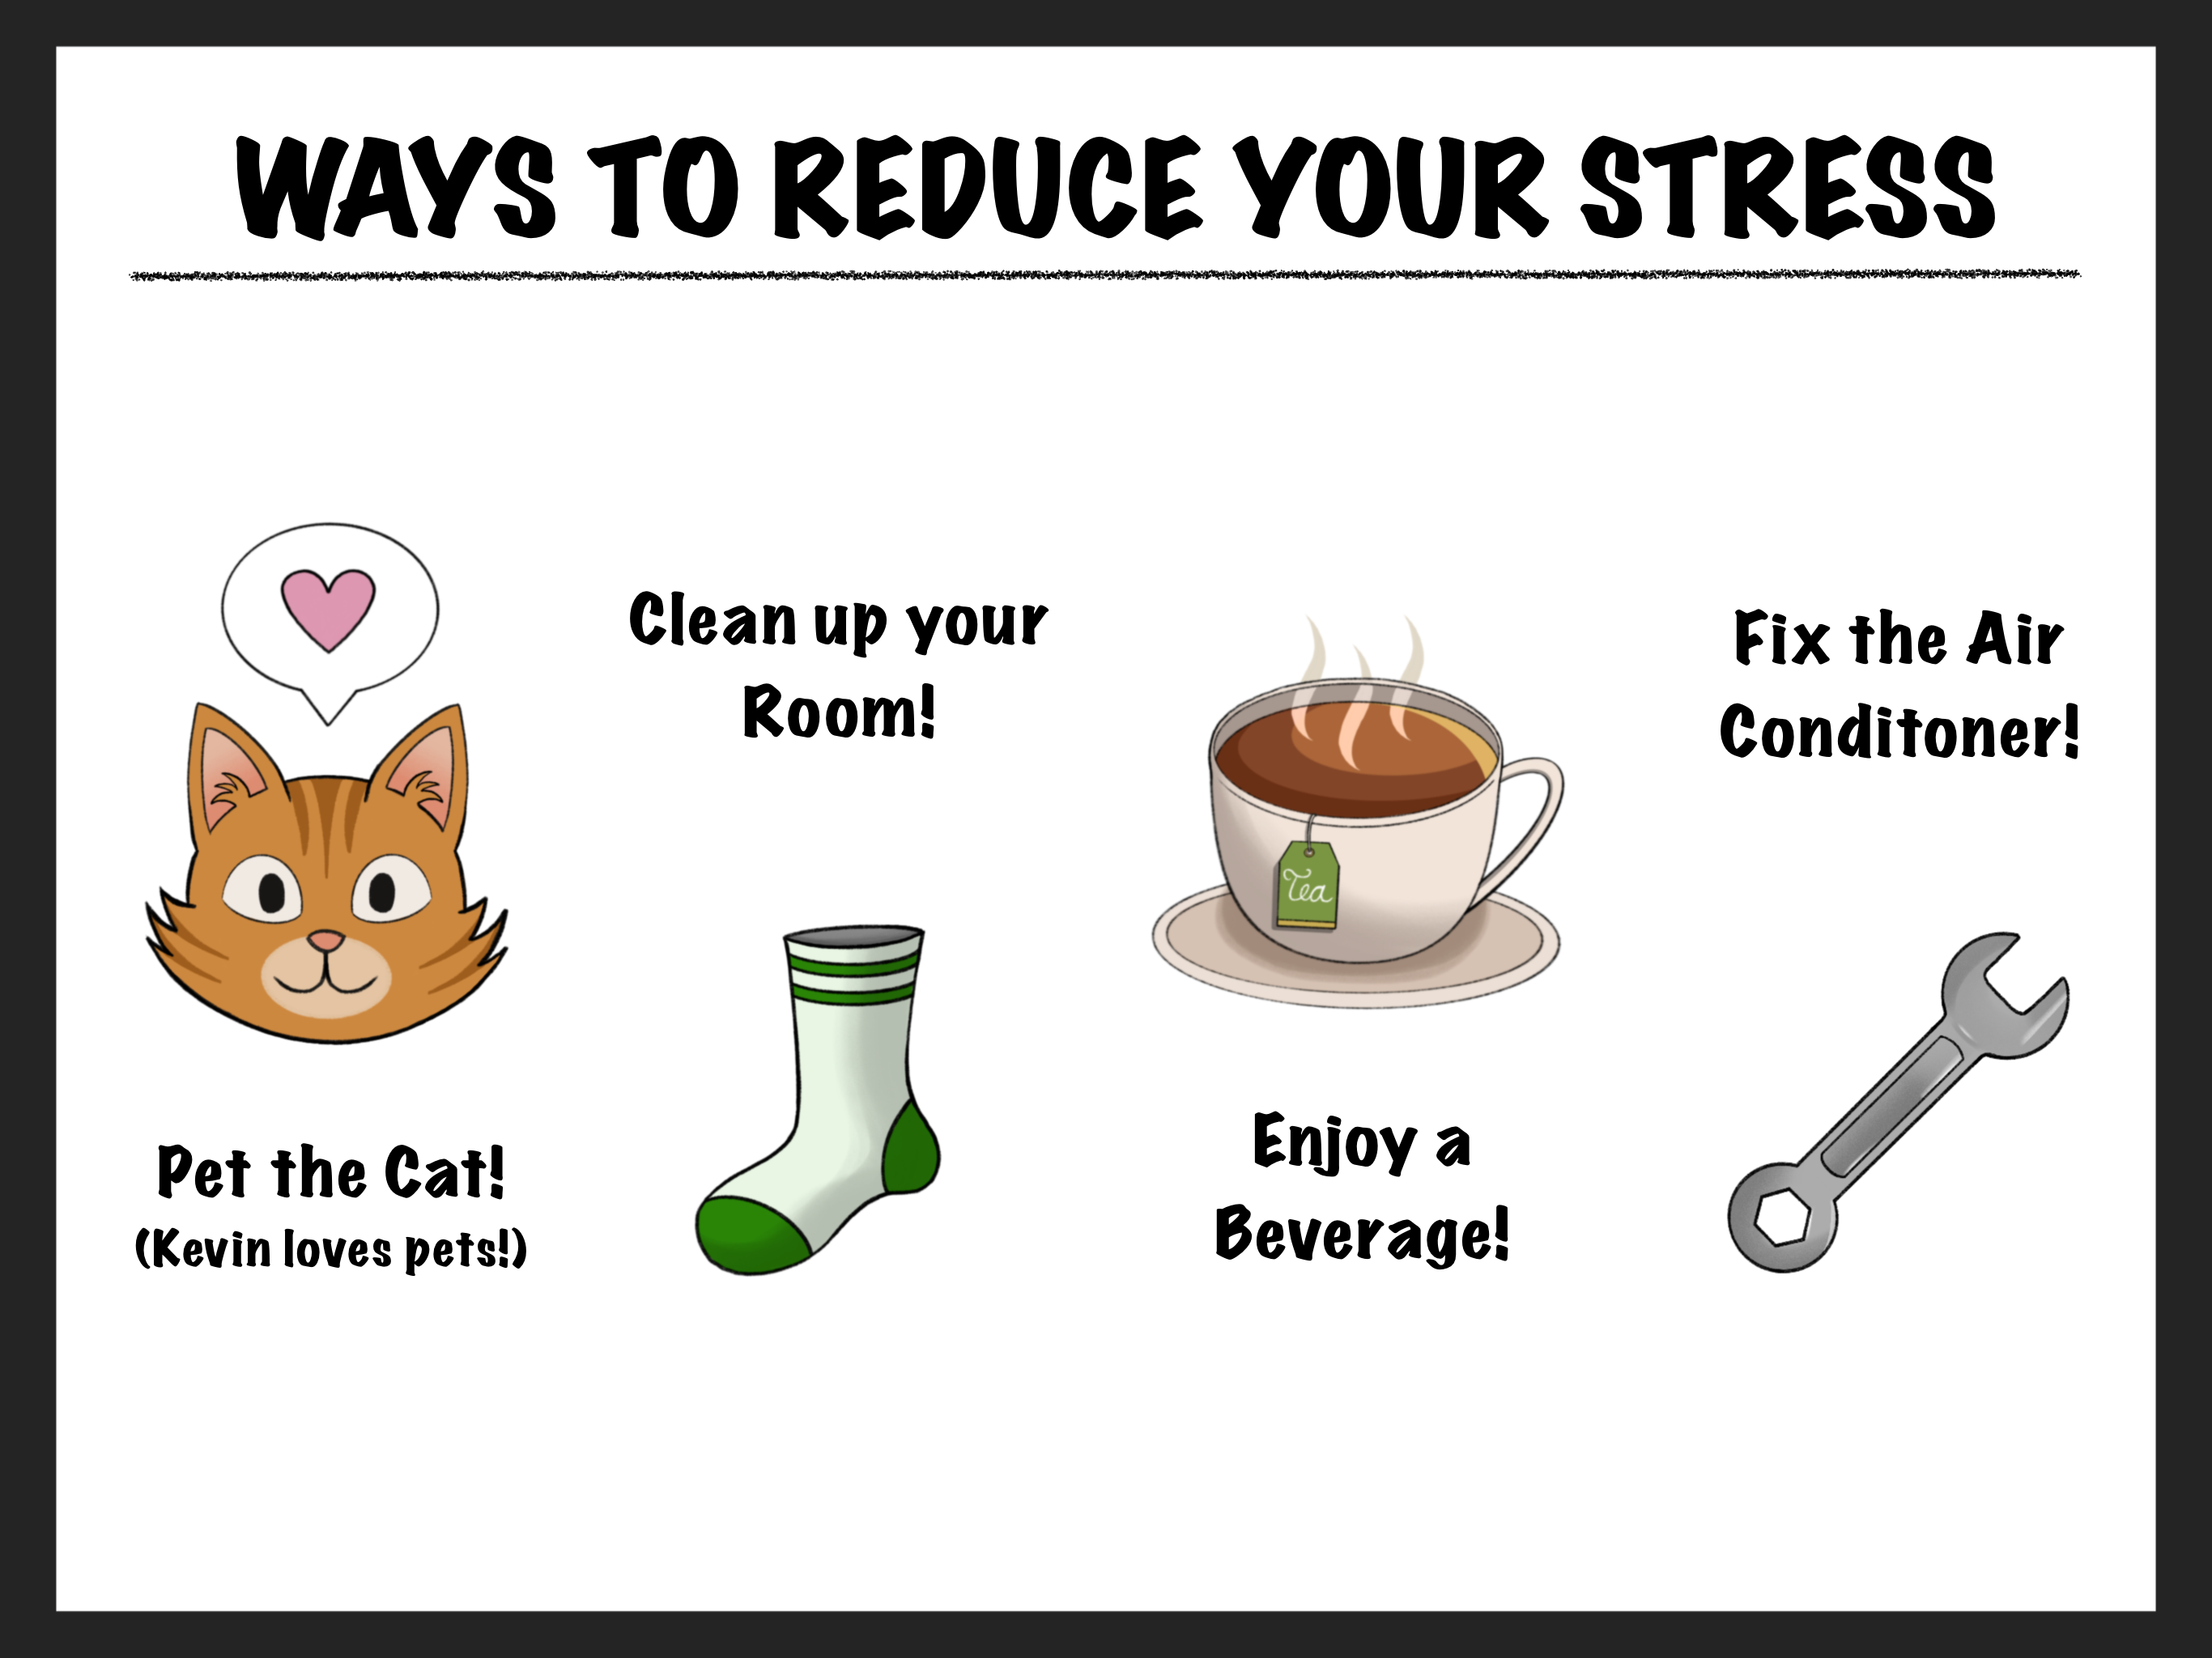 WAYS TO REDUCE YOUR STRESS
Pet the Cat!
(Kevin loves pets!)
Clean up your
Room!
Tea
Enjoy a
Beverage!
Fix the Air
Conditoner!